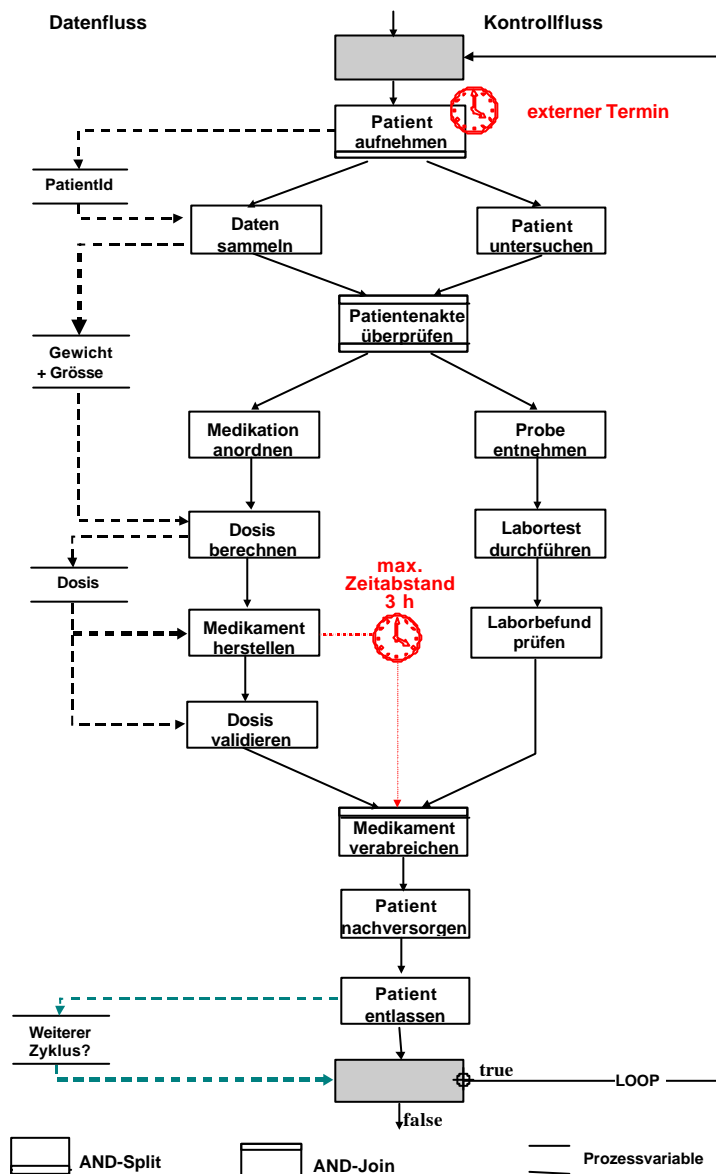 Datenfluss
Kontrollfluss
Patient
aufnehmen
externer Termin
PatientId
Daten
sammeln
Patient
untersuchen
Patientenakte
überprüfen
Gewicht
+ Grösse
Medikation
anordnen
Probe
entnehmen
Dosis
berechnen
Labortest
durchführen
max.
Zeitabstand
3 h
Dosis
Medikament
herstellen
Laborbefund
prüfen
Dosis
validieren
Medikament
verabreichen
Patient
nachversorgen
Patient
entlassen
Weiterer
Zyklus?
true
LOOP
false
AND-Split
AND-Join
Prozessvariable